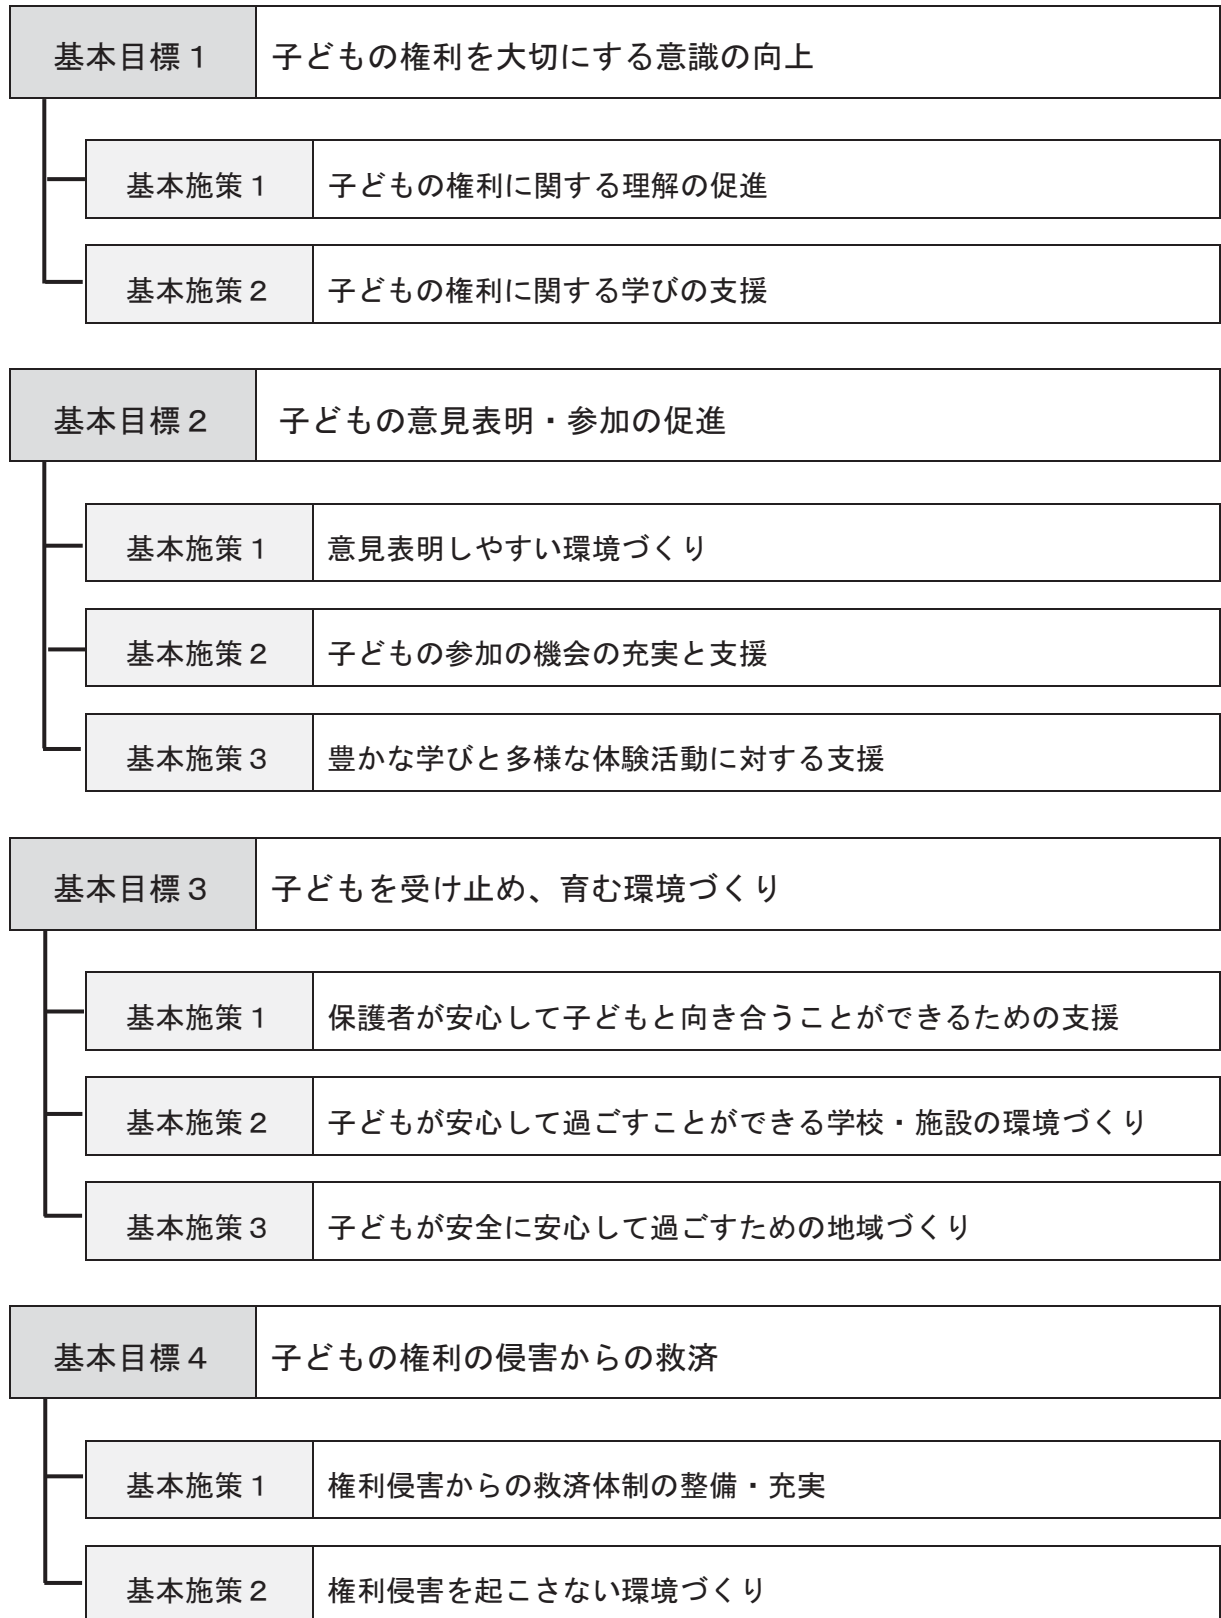 基本目標１ 子どもの権利を大切にする意識の向上
基本施策１ 子どもの権利に関する理解の促進
基本施策２ 子どもの権利に関する学びの支援
基本目標２ 子どもの意見表明・参加の促進
基本施策１ 意見表明しやすい環境づくり
基本施策２ 子どもの参加の機会の充実と支援
基本施策３ 豊かな学びと多様な体験活動に対する支援
基本目標３ 子どもを受け止め、育む環境づくり
基本施策１ 保護者が安心して子どもと向き合うことができるための支援
基本施策２ 子どもが安心して過ごすことができる学校・施設の環境づくり
基本施策３ 子どもが安全に安心して過ごすための地域づくり
基本目標４ 子どもの権利の侵害からの救済
基本施策１ 権利侵害からの救済体制の整備・充実
基本施策２ 権利侵害を起こさない環境づくり